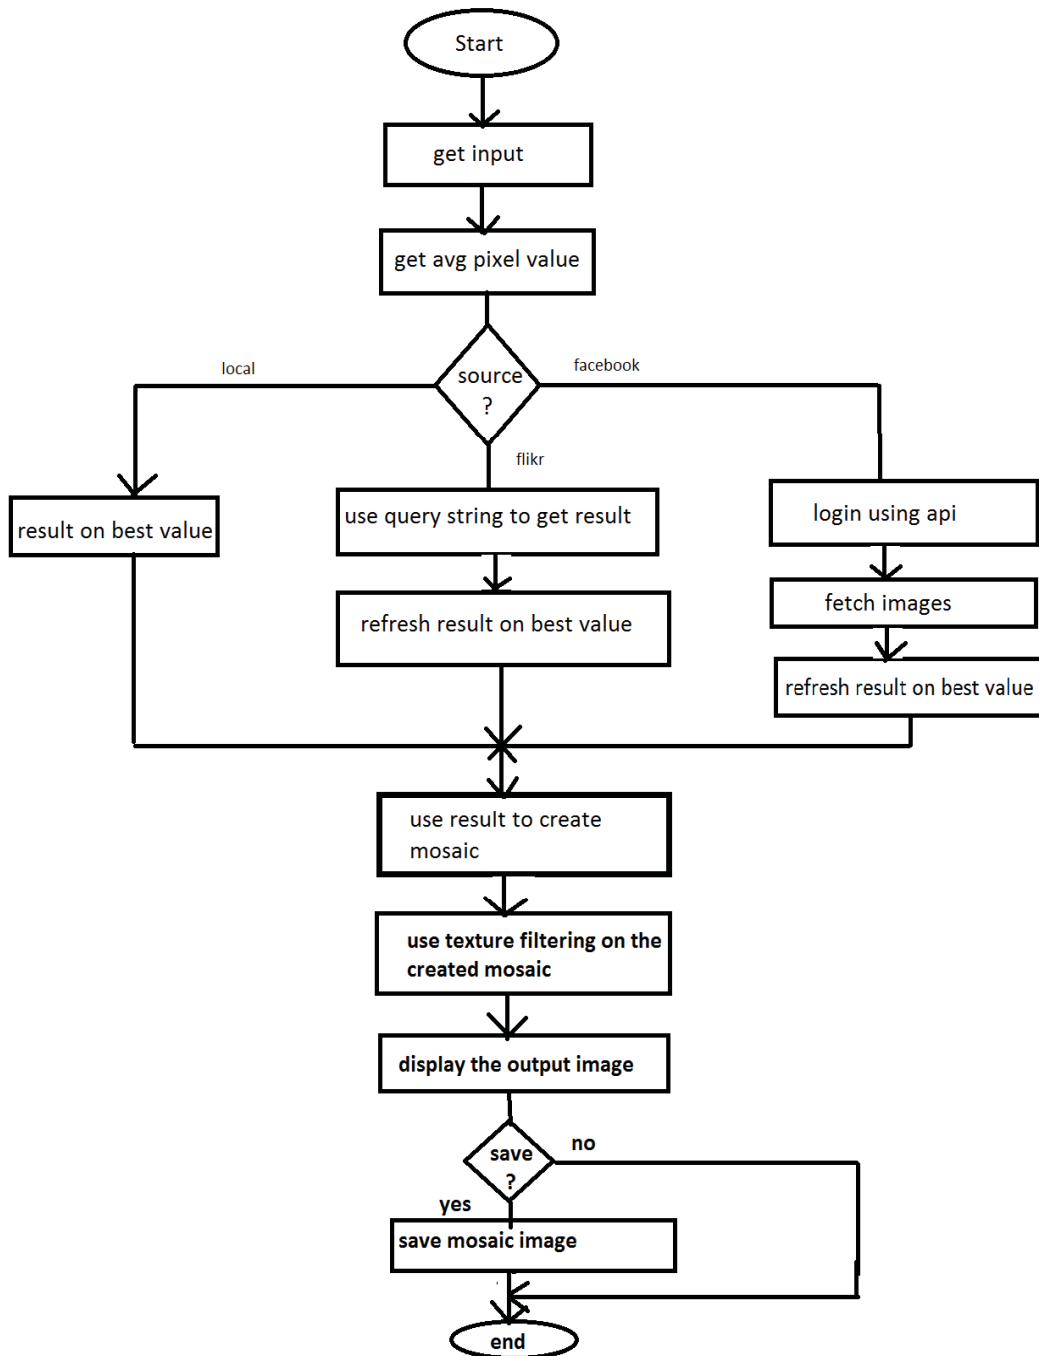 Start
get input
get avg pixel value
local
facebook
source
?
flikr
result on best value
use query string to get result
login using api
refresh result on best value
fetch images
refresh result on best value
use result to create
mosaic
use texture filtering on the
created mosaic
display the output image
no
save
?
yes
save mosaic image
end